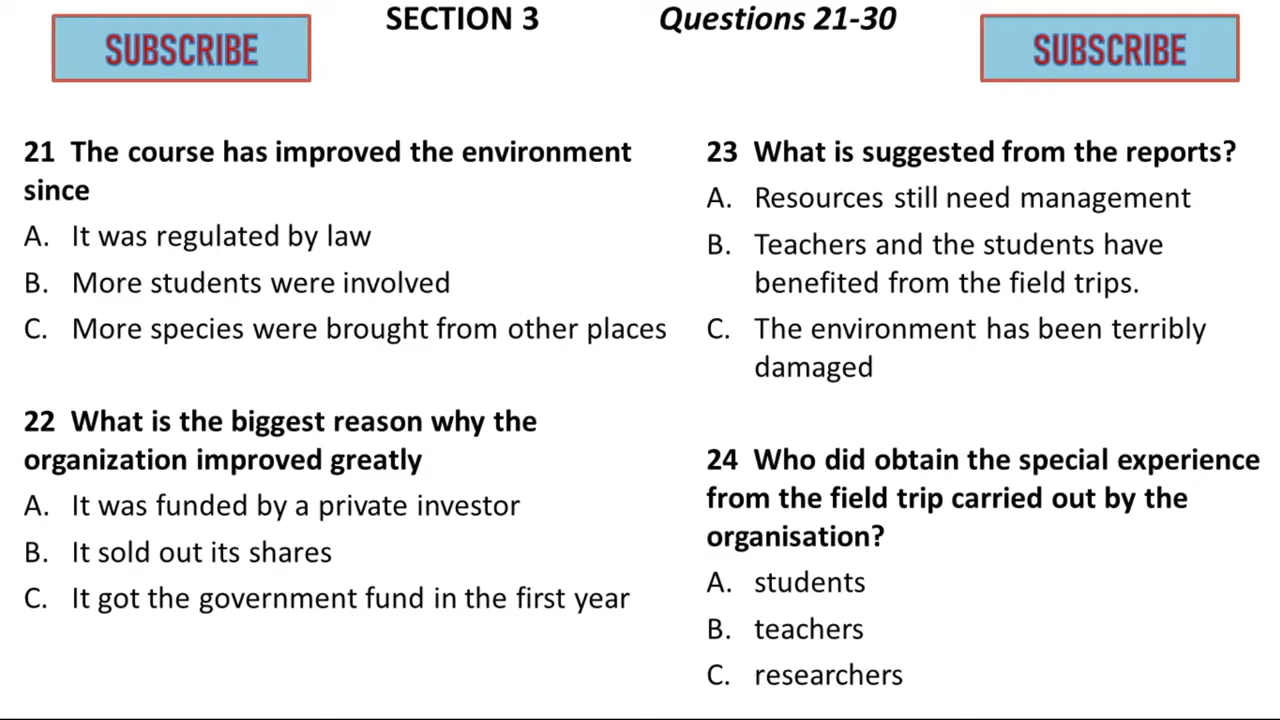 SECTION 3
Questions 21-30
SUBSCRIBE
SUBSCRIBE
21 The course has improved the environment
since
A. It was regulated by law
B. More students were involved
C. More species were brought from other places
22 What is the biggest reason why the
organization improved greatly
A. It was funded by a private investor
B. It sold out its shares
C. It got the government fund in the first year
23 What is suggested from the reports?
A. Resources still need management
B. Teachers and the students have
benefited from the field trips.
C. The environment has been terribly
damaged
24 Who did obtain the special experience
from the field trip carried out by the
organisation?
A. students
B. teachers
C. researchers